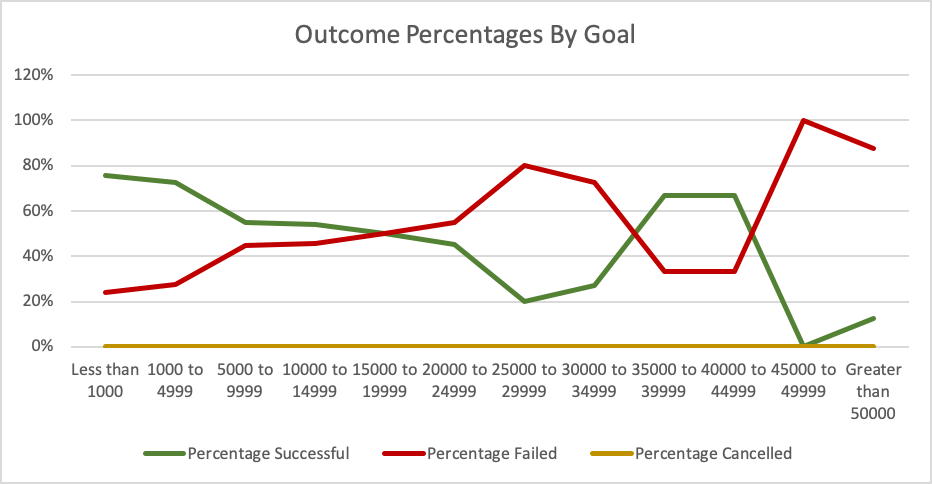 Outcome Percentages By Goal
120%
100%
80%
60%
40%
20%
0%
Less than 1000 to 5000 to 10000 to 15000 to 20000 to 25000 to 30000 to 35000 to 40000 to 45000 to Greater
1000 4999 9999 14999 19999 24999 29999 34999 39999 44999 49999 than
50000
Percentage Successful Percentage Failed Percentage Cancelled